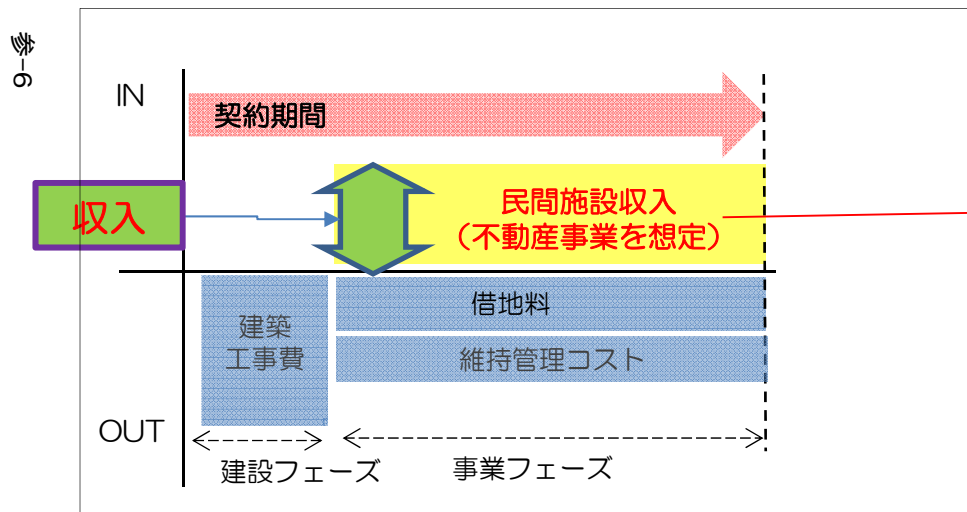 参-6
IN
契約期間
収入
民間施設収入
（不動産事業を想定）
借地料
建築
工事費
維持管理コスト
OUT
建設フェーズ
事業フェーズ